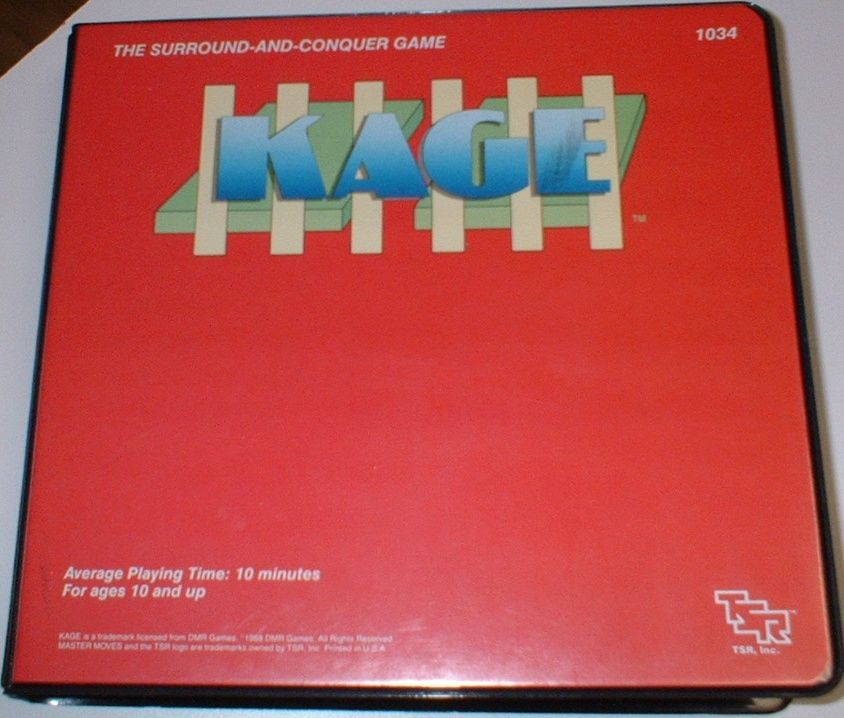 THE SURROUND-AND-CONQUER GAME
1034
KAGE
TM
Average Playing Time: 10 minutes
For ages 10 and up
KAGE is a trademark licensed from DMR Games. ©1988 DMR Games. All Rights Reserved
MASTER MOVES and the TSR logo are trademarks owned by TSR, Inc. Printed in U.S.A.
TSR
TSR, Inc.